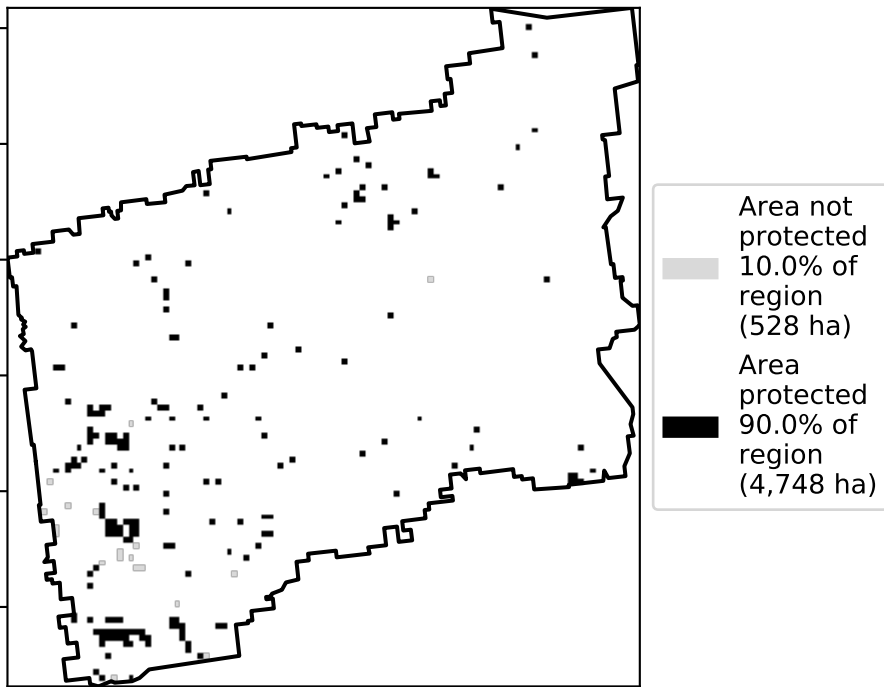 Area not
protected
10.0% of
region
(528 ha)
Area
protected
90.0% of
region
(4,748 ha)